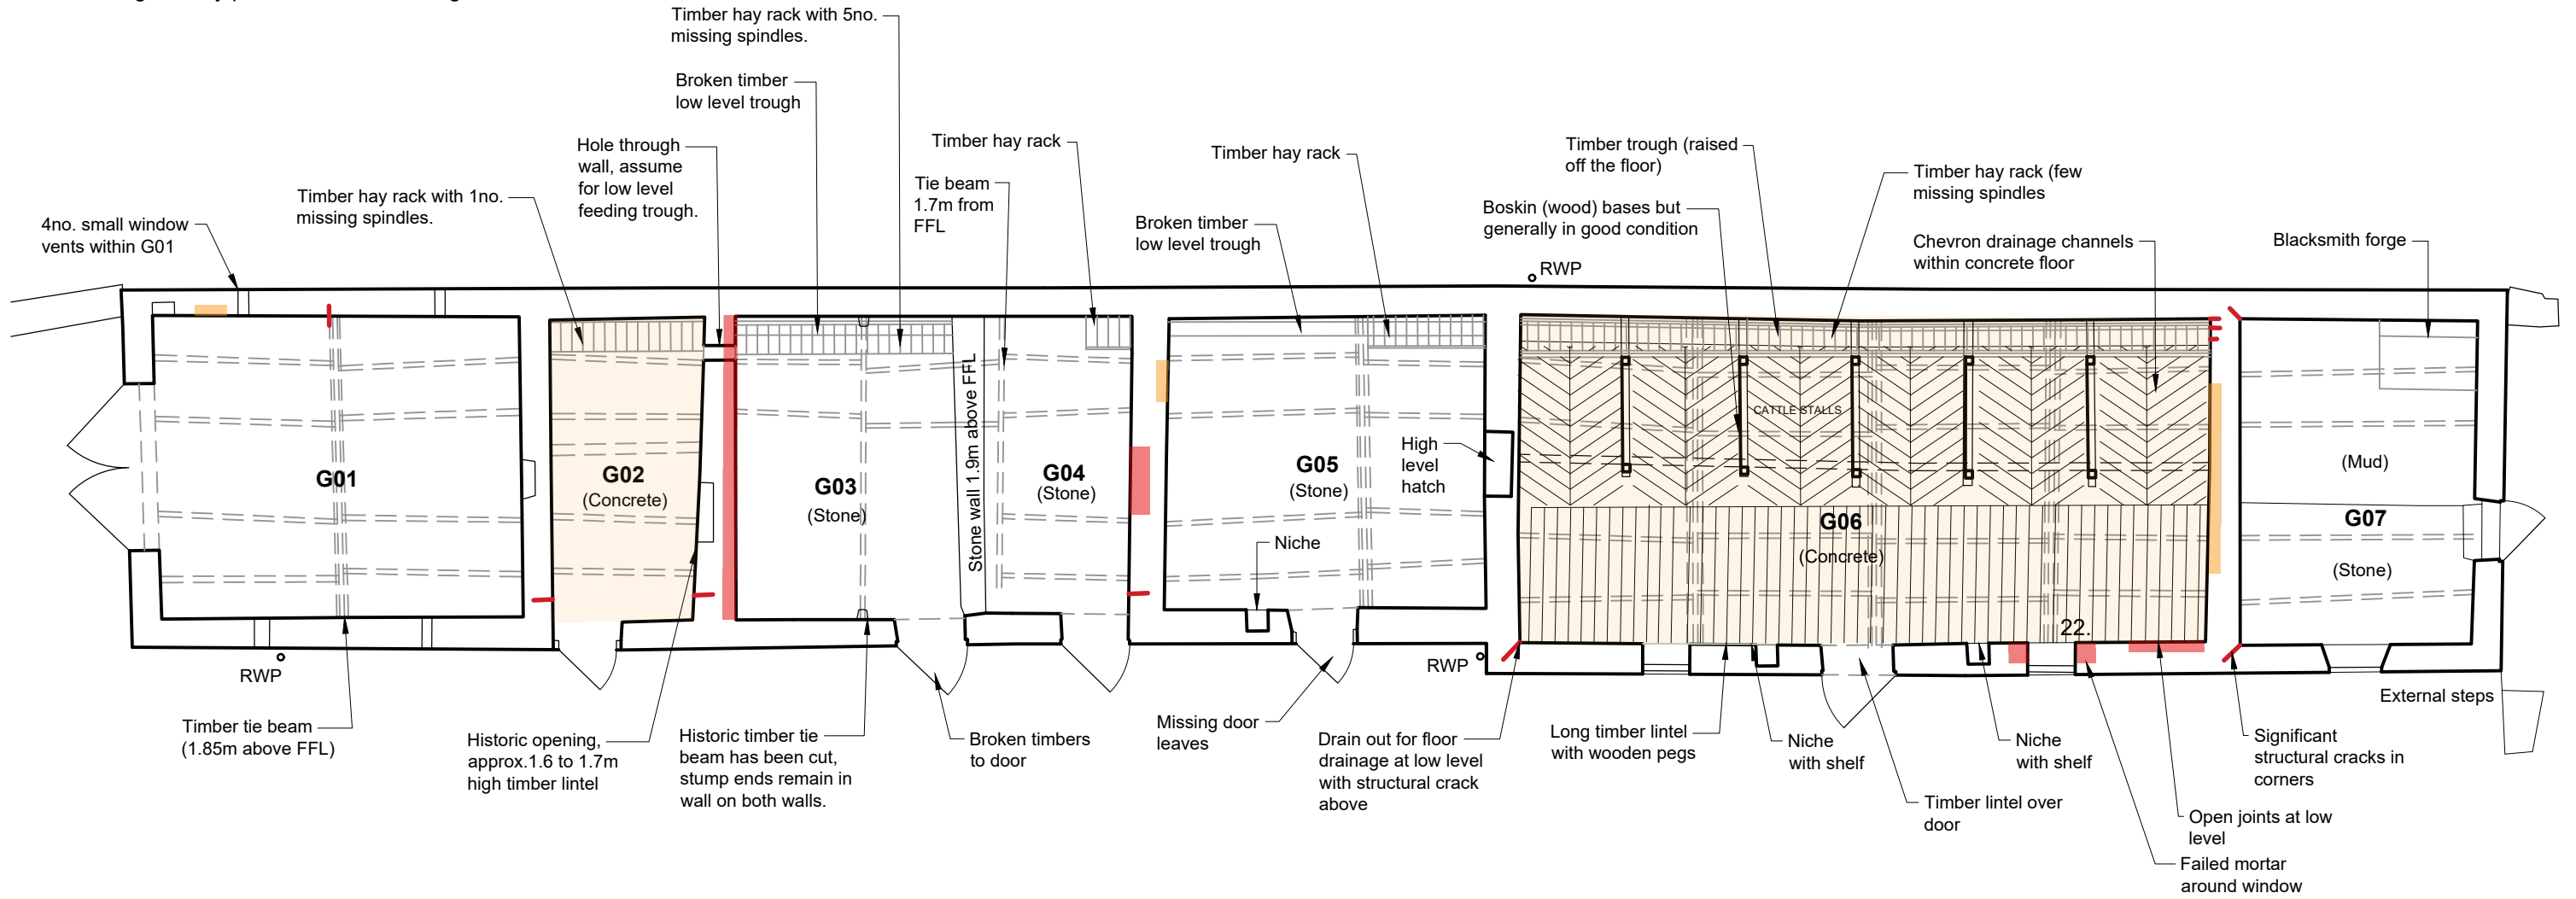 Timber hay rack with 5no.
missing spindles.
Broken timber
low level trough
Hole through
wall, assume
for low level
feeding trough.
Timber hay rack
Tie beam
1.7m from
FFL
Timber hay rack with 1no.
missing spindles.
4no. small window
vents within G01
Timber hay rack
Broken timber
low level trough
Timber trough (raised
off the floor)
Timber hay rack (few
missing spindles
Boskin (wood) bases but
generally in good condition
Chevron drainage channels
within concrete floor
Blacksmith forge
RWP
G01
G02
(Concrete)
G03
(Stone)
Stone wall 1.9m above FFL
G04
(Stone)
G05
(Stone)
High
level
hatch
Niche
CATTLE STALLS
G06
(Concrete)
22.
(Mud)
G07
(Stone)
RWP
RWP
External steps
Timber tie beam
(1.85m above FFL)
Historic opening,
approx.1.6 to 1.7m
high timber lintel
Historic timber tie
beam has been cut,
stump ends remain in
wall on both walls.
Broken timbers
to door
Missing door
leaves
Drain out for floor
drainage at low level
with structural crack
above
Long timber lintel
with wooden pegs
Niche
with shelf
Timber lintel over
door
Niche
with shelf
Significant
structural cracks in
corners
Open joints at low
level
Failed mortar
around window